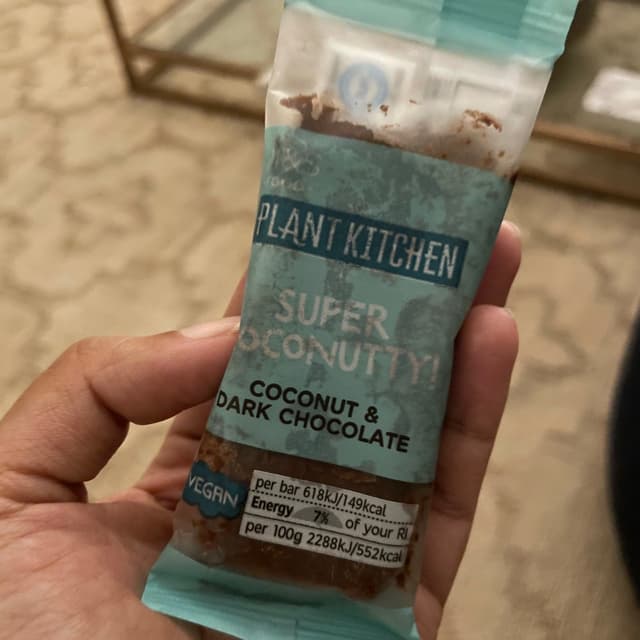 PLANT KITCHEN
SUPER
COCONUTTY!
COCONUT &
DARK CHOCOLATE
VEGAN
per bar 618kJ/149kcal
Energy 7% of your RI
per 100g 2288kJ/552kcal